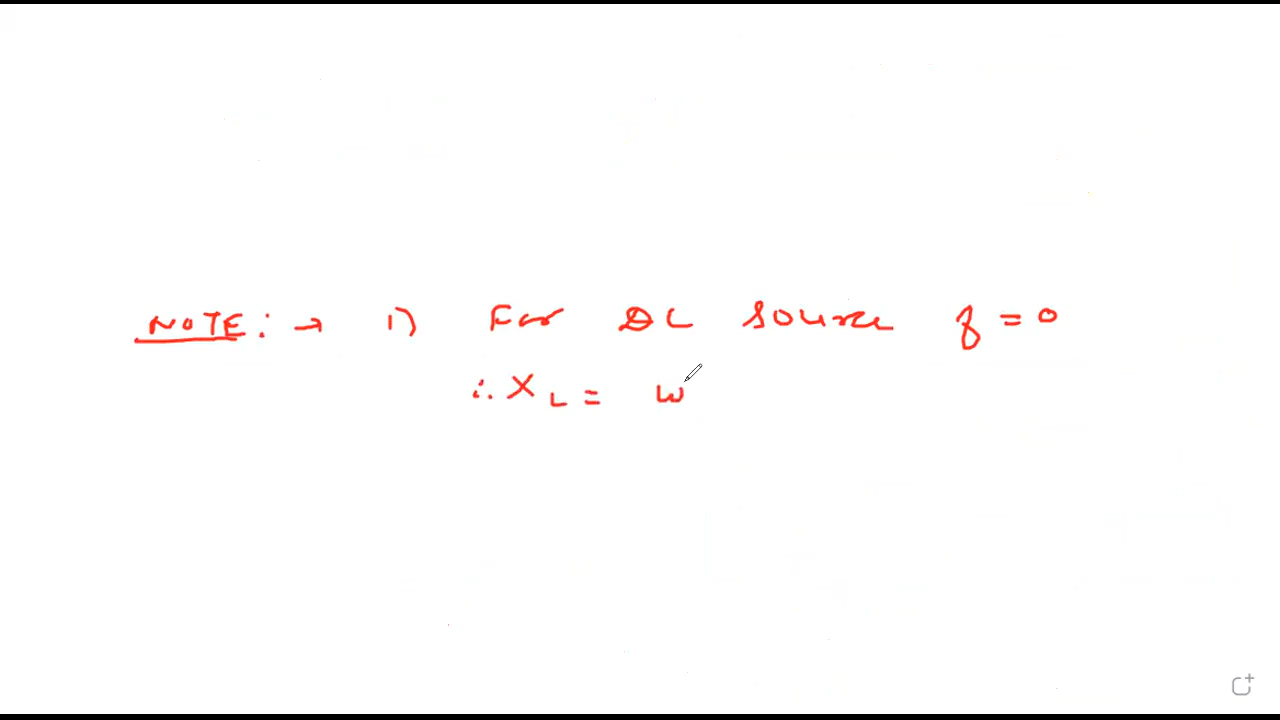 NOTE: → 1) For DC source f = 0
∴ X_L = ω